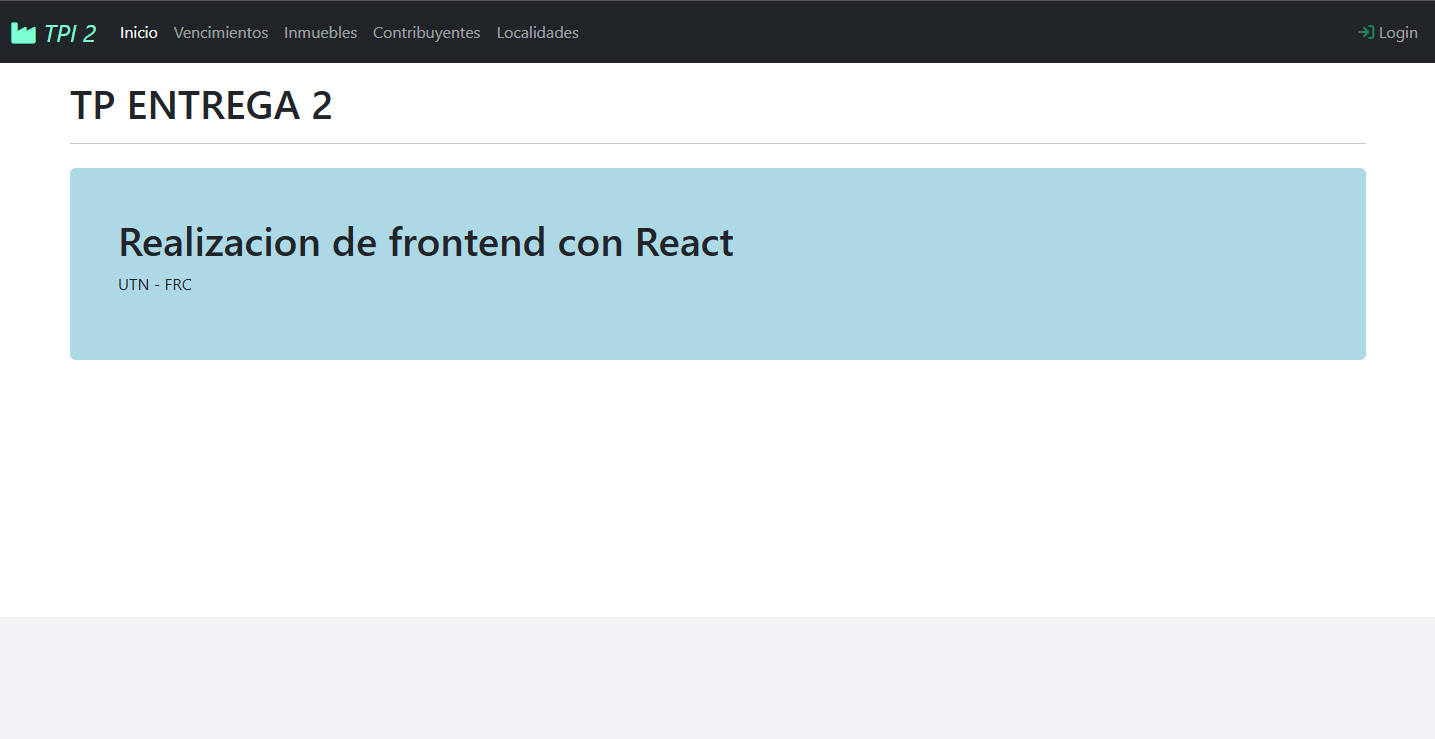 TPI 2 Inicio Vencimientos Inmuebles Contribuyentes Localidades Login
TP ENTREGA 2
Realizacion de frontend con React
UTN - FRC